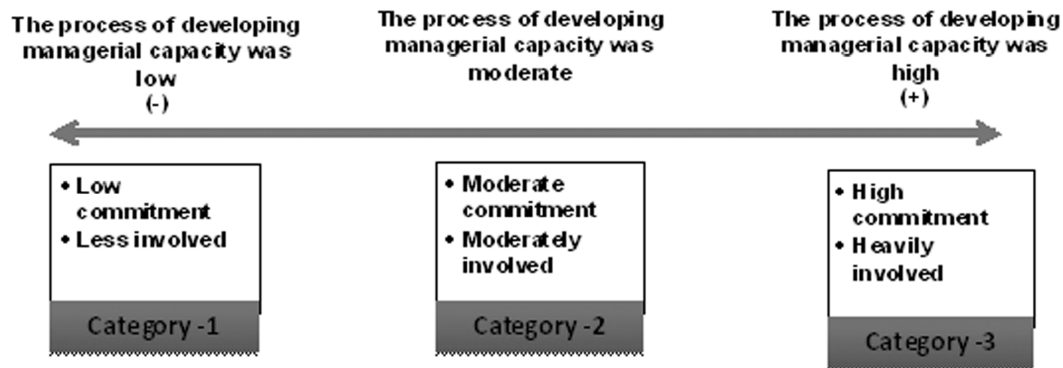 The process of developing
managerial capacity was
low
(-)
The process of developing
managerial capacity was
moderate
The process of developing
managerial capacity was
high
(+)
• Low
commitment
• Less involved
Category -1
• Moderate
commitment
• Moderately
involved
Category -2
• High
commitment
• Heavily
involved
Category -3